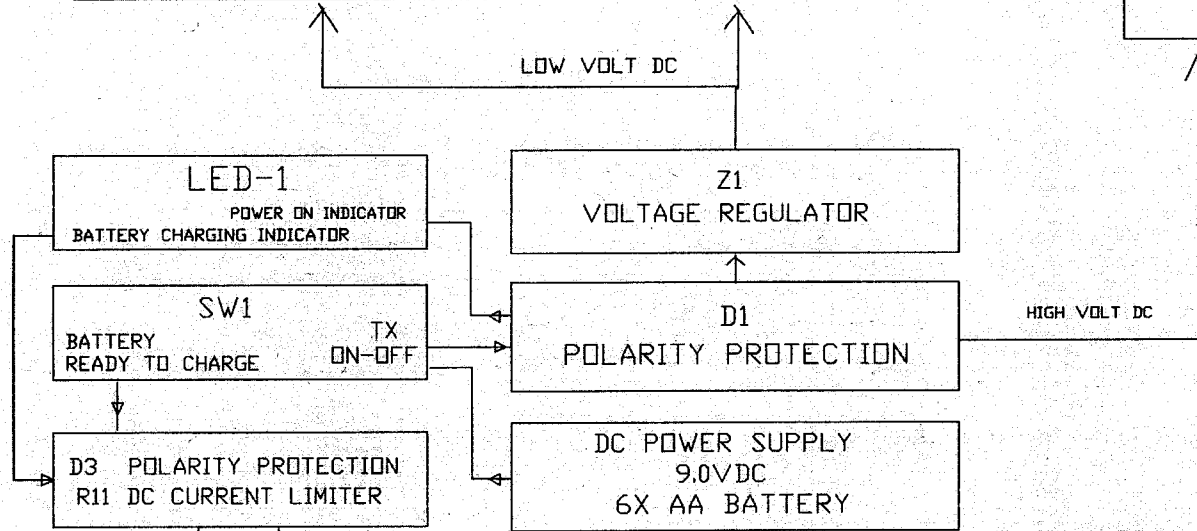 LOW VOLT DC
LED-1
POWER ON INDICATOR
BATTERY CHARGING INDICATOR
Z1
VOLTAGE REGULATOR
SW1
BATTERY
READY TO CHARGE
TX
ON-OFF
D1
POLARITY PROTECTION
HIGH VOLT DC
D3 POLARITY PROTECTION
R11 DC CURRENT LIMITER
DC POWER SUPPLY
9.0VDC
6X AA BATTERY